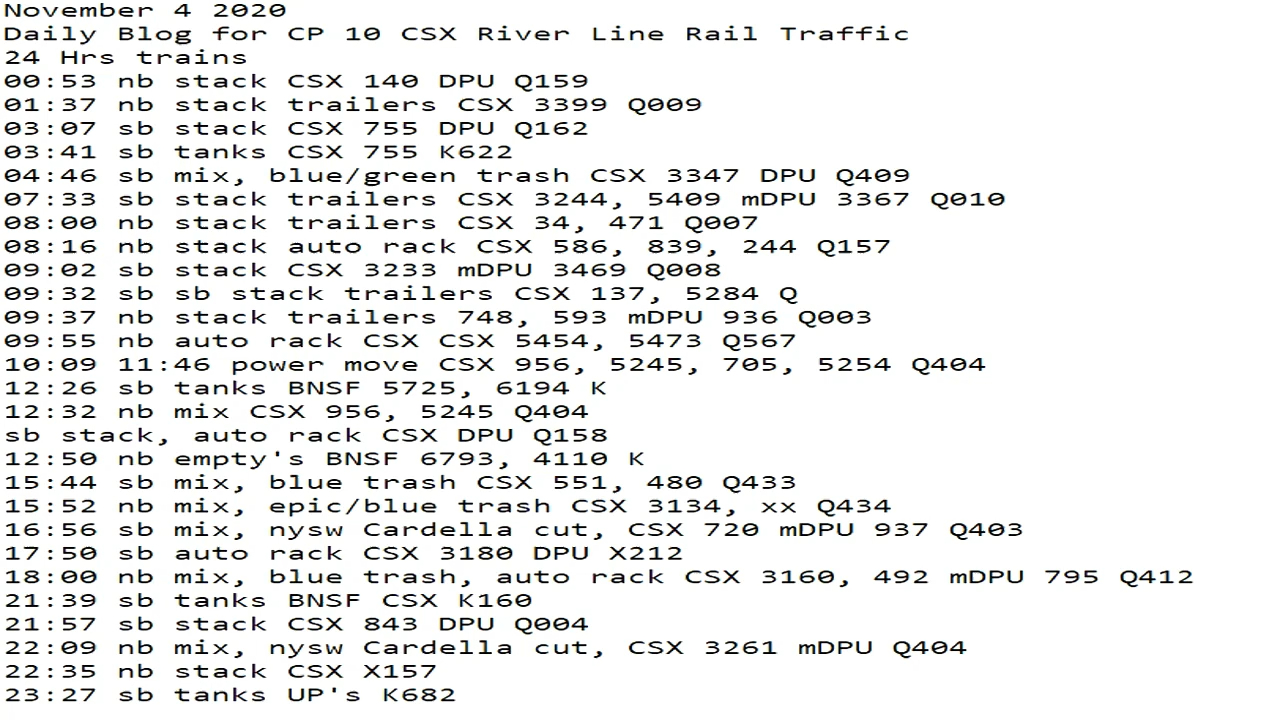 November 4 2020
Daily Blog for CP 10 CSX River Line Rail Traffic
24 Hrs trains
00:53 nb stack CSX 140 DPU Q159
01:37 nb stack trailers CSX 3399 Q009
03:07 sb stack CSX 755 DPU Q162
03:41 sb tanks CSX 755 K622
04:46 sb mix, blue/green trash CSX 3347 DPU Q409
07:33 sb stack trailers CSX 3244, 5409 mDPU 3367 Q010
08:00 nb stack trailers CSX 34, 471 Q007
08:16 nb stack auto rack CSX 586, 839, 244 Q157
09:02 sb stack CSX 3233 mDPU 3469 Q008
09:32 sb sb stack trailers CSX 137, 5284 Q
09:37 nb stack trailers 748, 593 mDPU 936 Q003
09:55 nb auto rack CSX CSX 5454, 5473 Q567
10:09 11:46 power move CSX 956, 5245, 705, 5254 Q404
12:26 sb tanks BNSF 5725, 6194 K
12:32 nb mix CSX 956, 5245 Q404
sb stack, auto rack CSX DPU Q158
12:50 nb empty's BNSF 6793, 4110 K
15:44 sb mix, blue trash CSX 551, 480 Q433
15:52 nb mix, epic/blue trash CSX 3134, xx Q434
16:56 sb mix, nysw Cardella cut, CSX 720 mDPU 937 Q403
17:50 sb auto rack CSX 3180 DPU X212
18:00 nb mix, blue trash, auto rack CSX 3160, 492 mDPU 795 Q412
21:39 sb tanks BNSF CSX K160
21:57 sb stack CSX 843 DPU Q004
22:09 nb mix, nysw Cardella cut, CSX 3261 mDPU Q404
22:35 nb stack CSX X157
23:27 sb tanks UP's K682